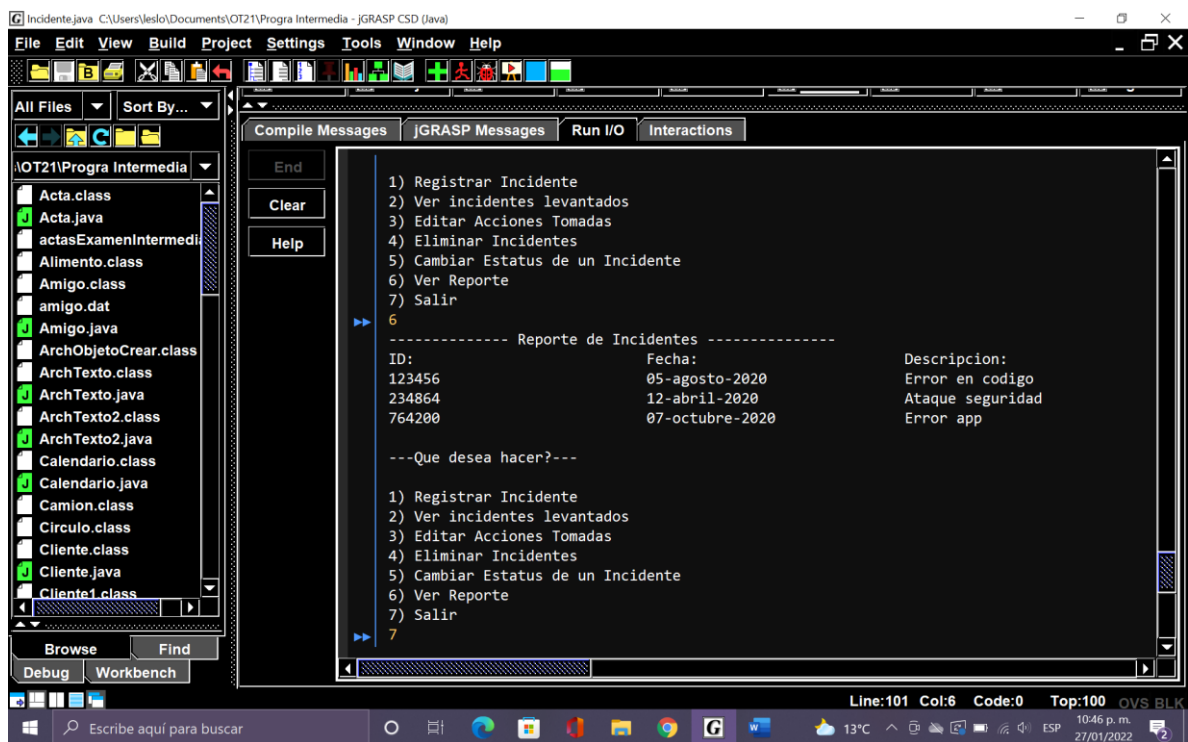 Incidente.java C:\Users\leslo\Documents\OT21\Progra Intermedia - jGRASP CSD (Java)
File Edit View Build Project Settings Tools Window Help
All Files Sort By...
Compile Messages jGRASP Messages Run I/O Interactions
\OT21\Progra Intermedia
End
Clear
Help
Acta.class
Acta.java
actasExamenIntermedi
Alimento.class
Amigo.class
amigo.dat
Amigo.java
ArchObjetoCrear.class
ArchTexto.class
ArchTexto.java
ArchTexto2.class
ArchTexto2.java
Calendario.class
Calendario.java
Camion.class
Circulo.class
Cliente.class
Cliente.java
Cliente1.class
Browse Find
Debug Workbench
1) Registrar Incidente
2) Ver incidentes levantados
3) Editar Acciones Tomadas
4) Eliminar Incidentes
5) Cambiar Estatus de un Incidente
6) Ver Reporte
7) Salir
6
-------------- Reporte de Incidentes ---------------
ID: Fecha: Descripcion:
123456 05-agosto-2020 Error en codigo
234864 12-abril-2020 Ataque seguridad
764200 07-octubre-2020 Error app
---Que desea hacer?---
1) Registrar Incidente
2) Ver incidentes levantados
3) Editar Acciones Tomadas
4) Eliminar Incidentes
5) Cambiar Estatus de un Incidente
6) Ver Reporte
7) Salir
7
Line:101 Col:6 Code:0 Top:100 OVS BLK
Escribe aquí para buscar
13°C ESP 10:46 p. m.
27/01/2022